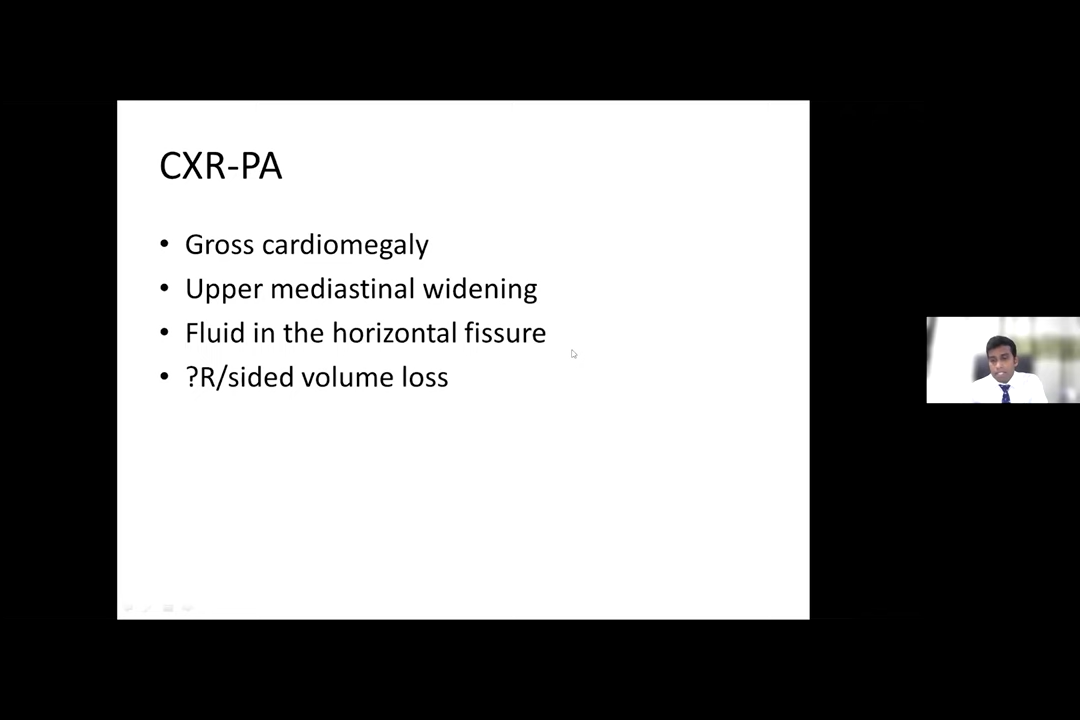 CXR-PA
• Gross cardiomegaly
• Upper mediastinal widening
• Fluid in the horizontal fissure
• ?R/sided volume loss